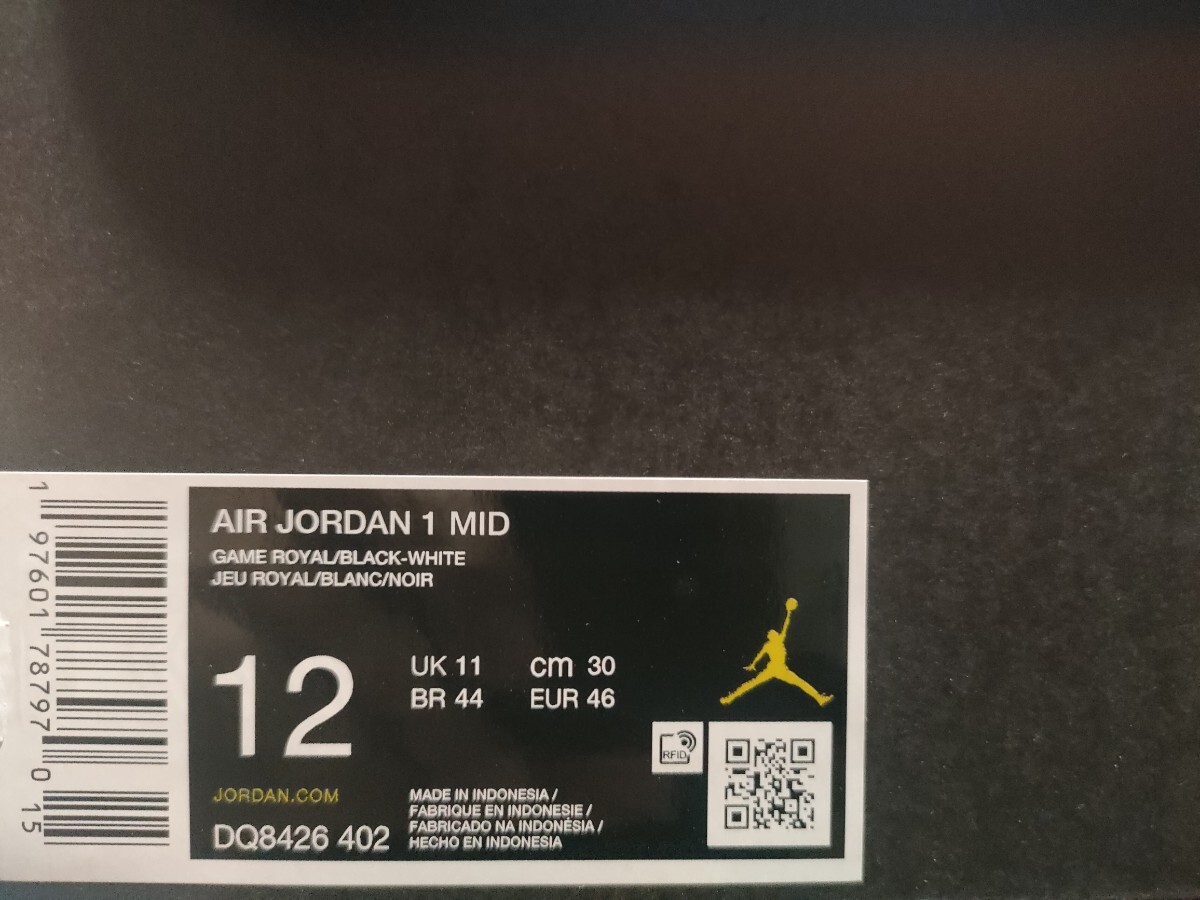 1 97601 78797 0 15
AIR JORDAN 1 MID
GAME ROYAL/BLACK-WHITE
JEU ROYAL/BLANC/NOIR
12
UK 11 cm 30
BR 44 EUR 46
RFID
JORDAN.COM
DQ8426 402
MADE IN INDONESIA /
FABRIQUE EN INDONESIE /
FABRICADO NA INDONÉSIA /
HECHO EN INDONESIA